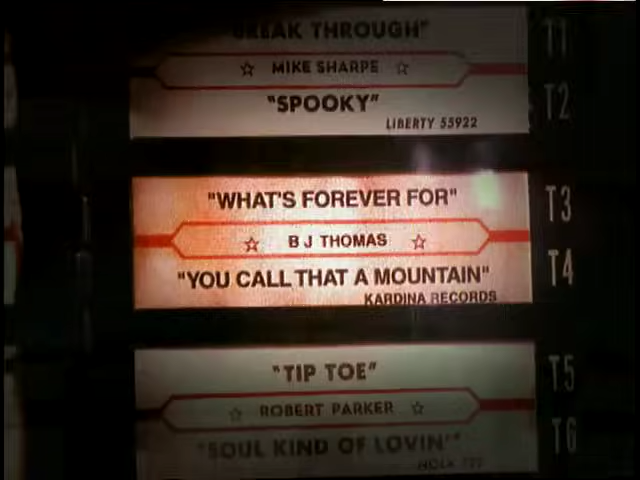 "BREAK THROUGH" T1
☆ MIKE SHARPE ☆
"SPOOKY" T2
LIBERTY 55922
"WHAT'S FOREVER FOR" T3
☆ B J THOMAS ☆
"YOU CALL THAT A MOUNTAIN" T4
KARDINA RECORDS
"TIP TOE" T5
☆ ROBERT PARKER ☆
"SOUL KIND OF LOVIN'" T6